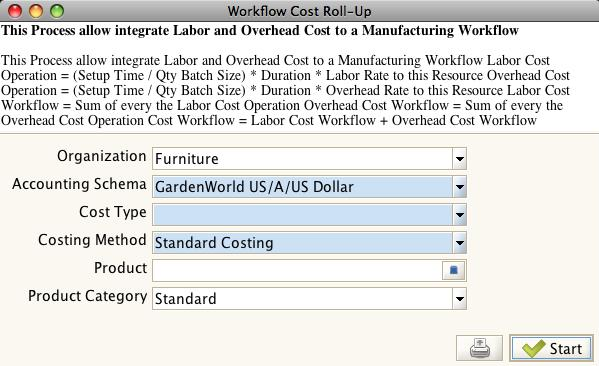 Workflow Cost Roll-Up
This Process allow integrate Labor and Overhead Cost to a Manufacturing Workflow
This Process allow integrate Labor and Overhead Cost to a Manufacturing Workflow Labor Cost
Operation = (Setup Time / Qty Batch Size) * Duration * Labor Rate to this Resource Overhead Cost
Operation = (Setup Time / Qty Batch Size) * Duration * Overhead Rate to this Resource Labor Cost
Workflow = Sum of every the Labor Cost Operation Overhead Cost Workflow = Sum of every the
Overhead Cost Operation Cost Workflow = Labor Cost Workflow + Overhead Cost Workflow
Organization Furniture
Accounting Schema GardenWorld US/A/US Dollar
Cost Type
Costing Method Standard Costing
Product
Product Category Standard
Start